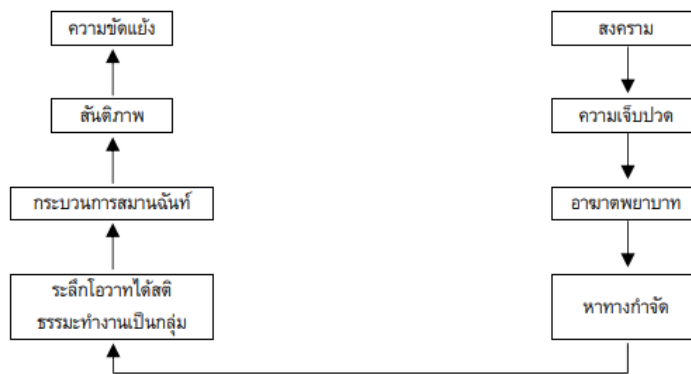 ความขัดแย้ง
สงคราม
สันติภาพ
ความเจ็บปวด
กระบวนการสมานฉันท์
อาฆาตพยาบาท
ระลึกโอวาทได้สติ
ธรรมะทำงานเป็นกลุ่ม
หาทางกำจัด